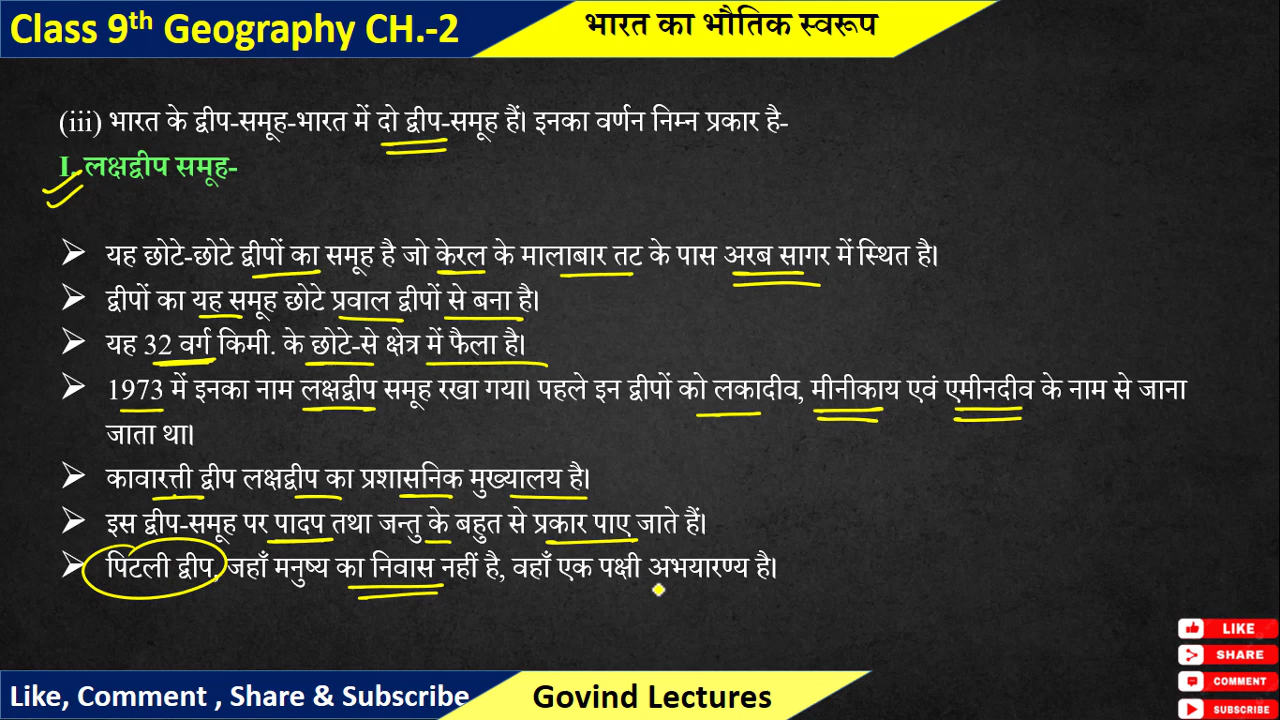 Class 9th Geography CH.-2
भारत का भौतिक स्वरूप
(iii) भारत के द्वीप-समूह-भारत में दो द्वीप-समूह हैं। इनका वर्णन निम्न प्रकार है-
I. लक्षद्वीप समूह-
यह छोटे-छोटे द्वीपों का समूह है जो केरल के मालाबार तट के पास अरब सागर में स्थित है।
द्वीपों का यह समूह छोटे प्रवाल द्वीपों से बना है।
यह 32 वर्ग किमी. के छोटे-से क्षेत्र में फैला है।
1973 में इनका नाम लक्षद्वीप समूह रखा गया। पहले इन द्वीपों को लकादीव, मीनीकाय एवं एमीनदीव के नाम से जाना
जाता था।
कावारत्ती द्वीप लक्षद्वीप का प्रशासनिक मुख्यालय है।
इस द्वीप-समूह पर पादप तथा जन्तु के बहुत से प्रकार पाए जाते हैं।
पिटली द्वीप, जहाँ मनुष्य का निवास नहीं है, वहाँ एक पक्षी अभयारण्य है।
LIKE
SHARE
COMMENT
SUBSCRIBE
Like, Comment , Share & Subscribe
Govind Lectures